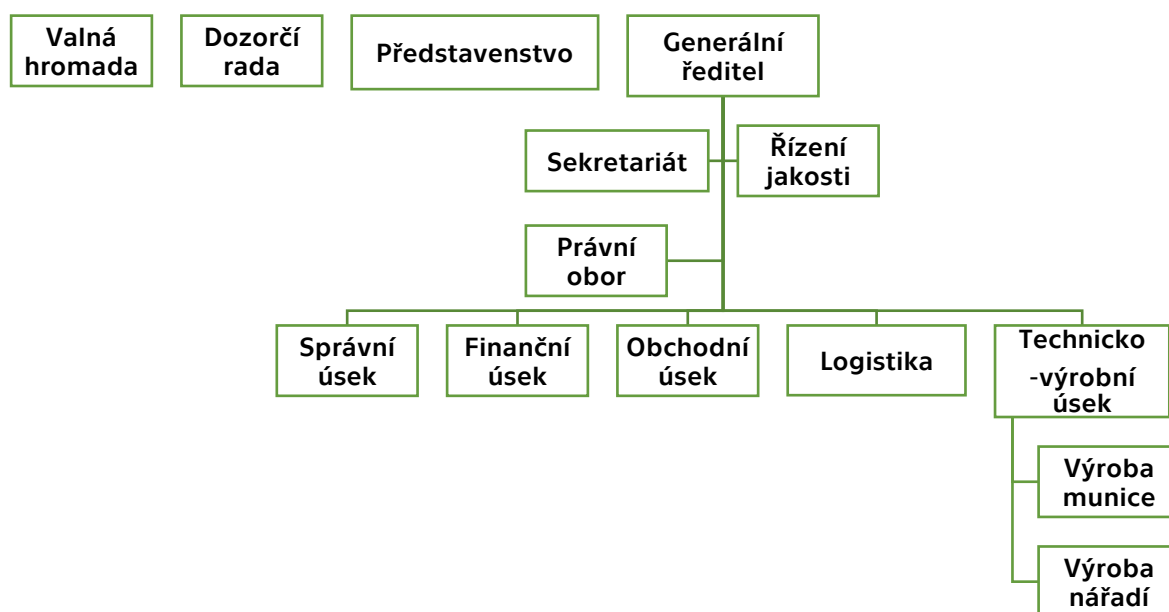 Valná
hromada
Dozorčí
rada
Představenstvo
Generální
ředitel
Sekretariát
Řízení
jakosti
Právní
obor
Správní
úsek
Finanční
úsek
Obchodní
úsek
Logistika
Technicko
-výrobní
úsek
Výroba
munice
Výroba
nářadí